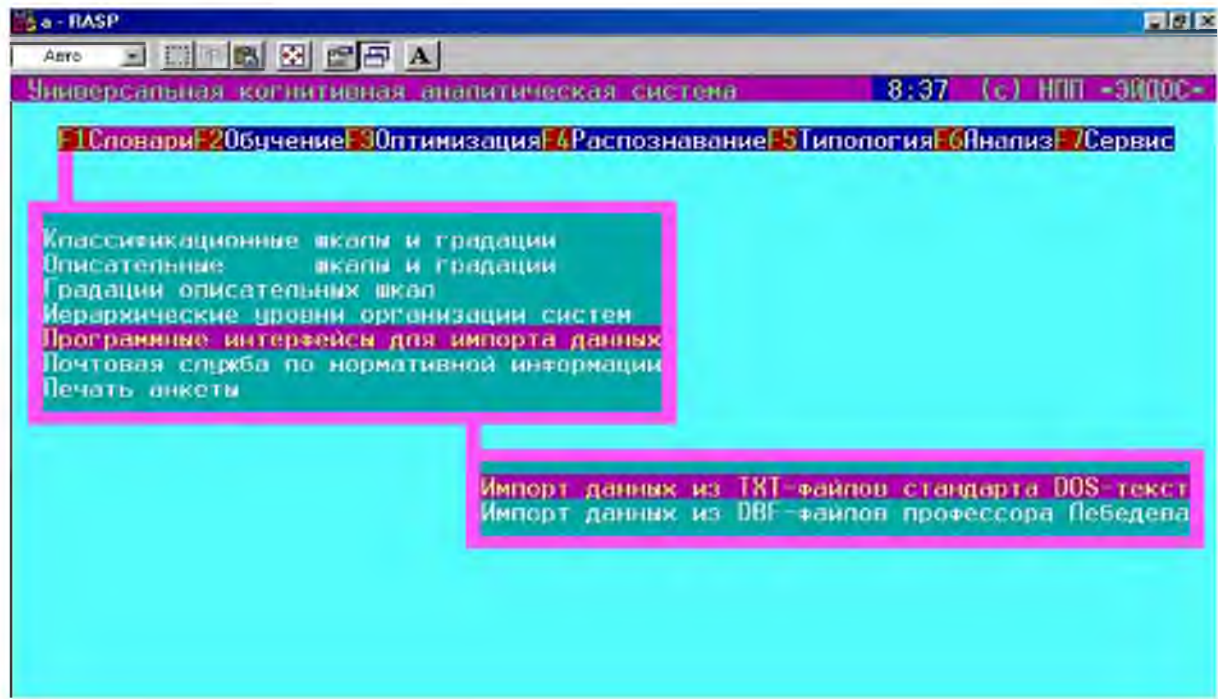 a - RASP
Авто
A
Универсальная когнитивная аналитическая система 8:37 (c) НПП -ЭЙДОС-
F1Словари F2Обучение F3Оптимизация F4Распознавание F5Типология F6Анализ F7Сервис
Классификационные шкалы и градации
Описательные шкалы и градации
Градации описательных шкал
Иерархические уровни организации систем
Программные интерфейсы для импорта данных
Почтовая служба по нормативной информации
Печать анкеты
Импорт данных из TXT-файлов стандарта DOS-текст
Импорт данных из DBF-файлов профессора Лебедева